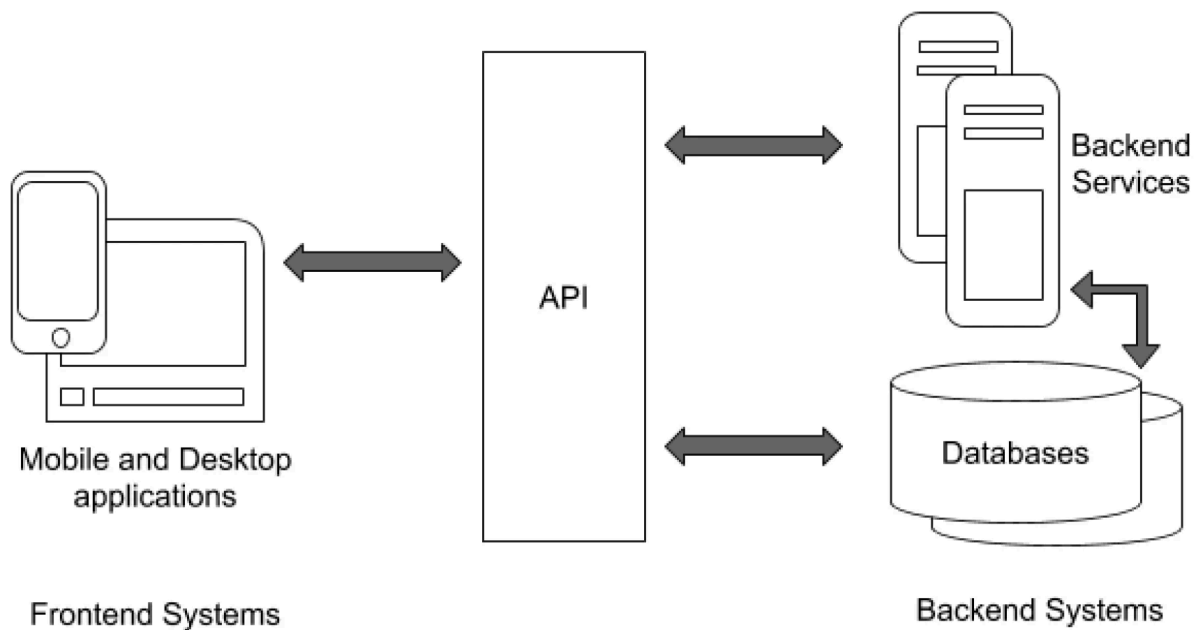 Backend
Services
API
Mobile and Desktop
applications
Databases
Frontend Systems
Backend Systems